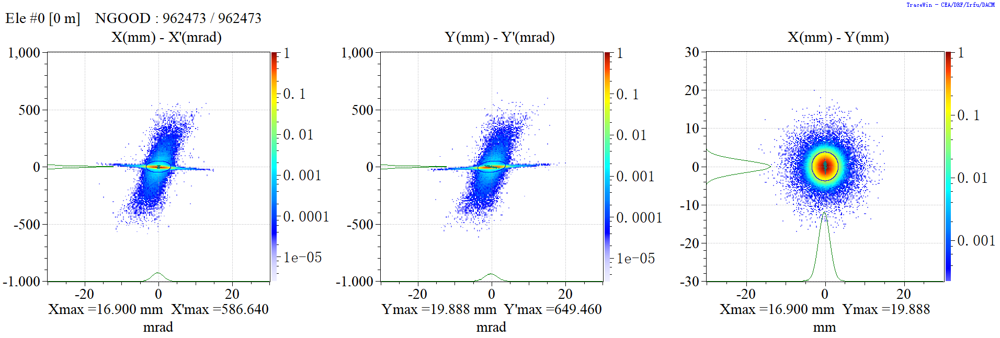 TraceWin - CEA/DRF/Irfu/DACM
Ele #0 [0 m] NGOOD : 962473 / 962473
X(mm) - X'(mrad)
1,000
500
0
-500
-1.000
-20 0 20
1
0.1
0.01
0.001
0.0001
1e-05
Xmax =16.900 mm X'max =586.640
mrad
Y(mm) - Y'(mrad)
1,000
500
0
-500
-1.000
-20 0 20
1
0.1
0.01
0.001
0.0001
1e-05
Ymax =19.888 mm Y'max =649.460
mrad
X(mm) - Y(mm)
30
20
10
0
-10
-20
-30
-20 0 20
1
0.1
0.01
0.001
Xmax =16.900 mm Ymax =19.888
mm